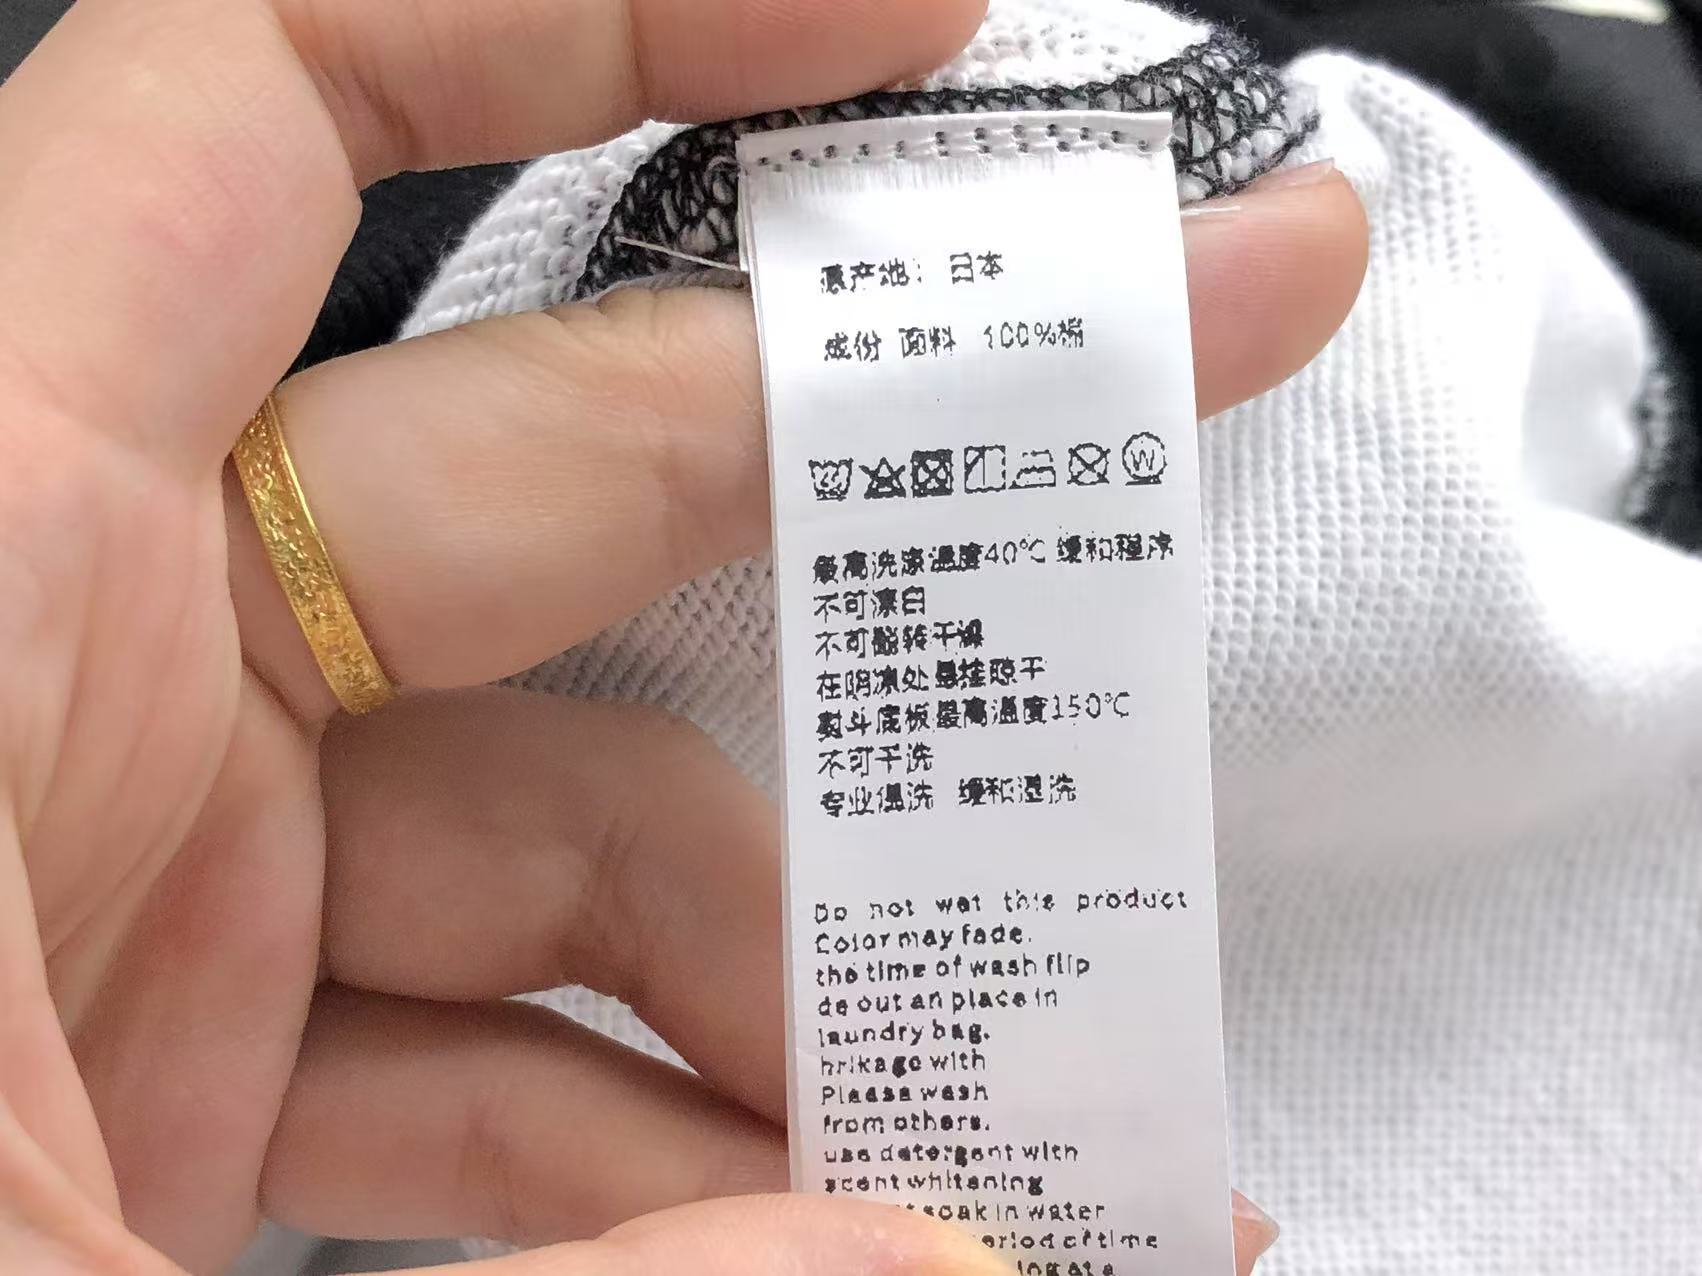 原产地： 日本
成份 面料 100%棉
W
最高洗涤温度40℃ 缓和程序
不可漂白
不可翻转干燥
在阴凉处悬挂晾干
熨斗底板最高温度150℃
不可干洗
专业湿洗 缓和湿洗
Do not wet this product
Color may fade.
the time of wash flip
de out an place in
laundry bag.
hrikage with
Please wash
from others.
use detergent with
scent whitening
soak in water
eriod of time